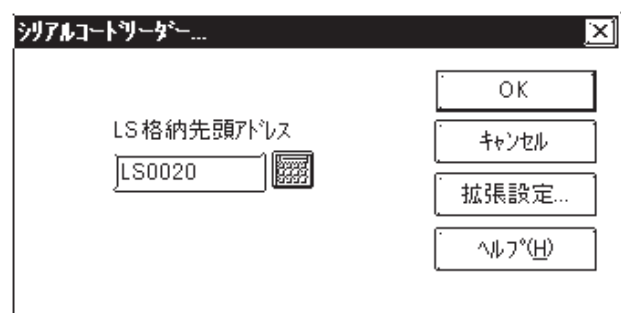 シリアルコードリーダー...
LS格納先頭アドレス
LS0020
OK
キャンセル
拡張設定...
ヘルプ(H)